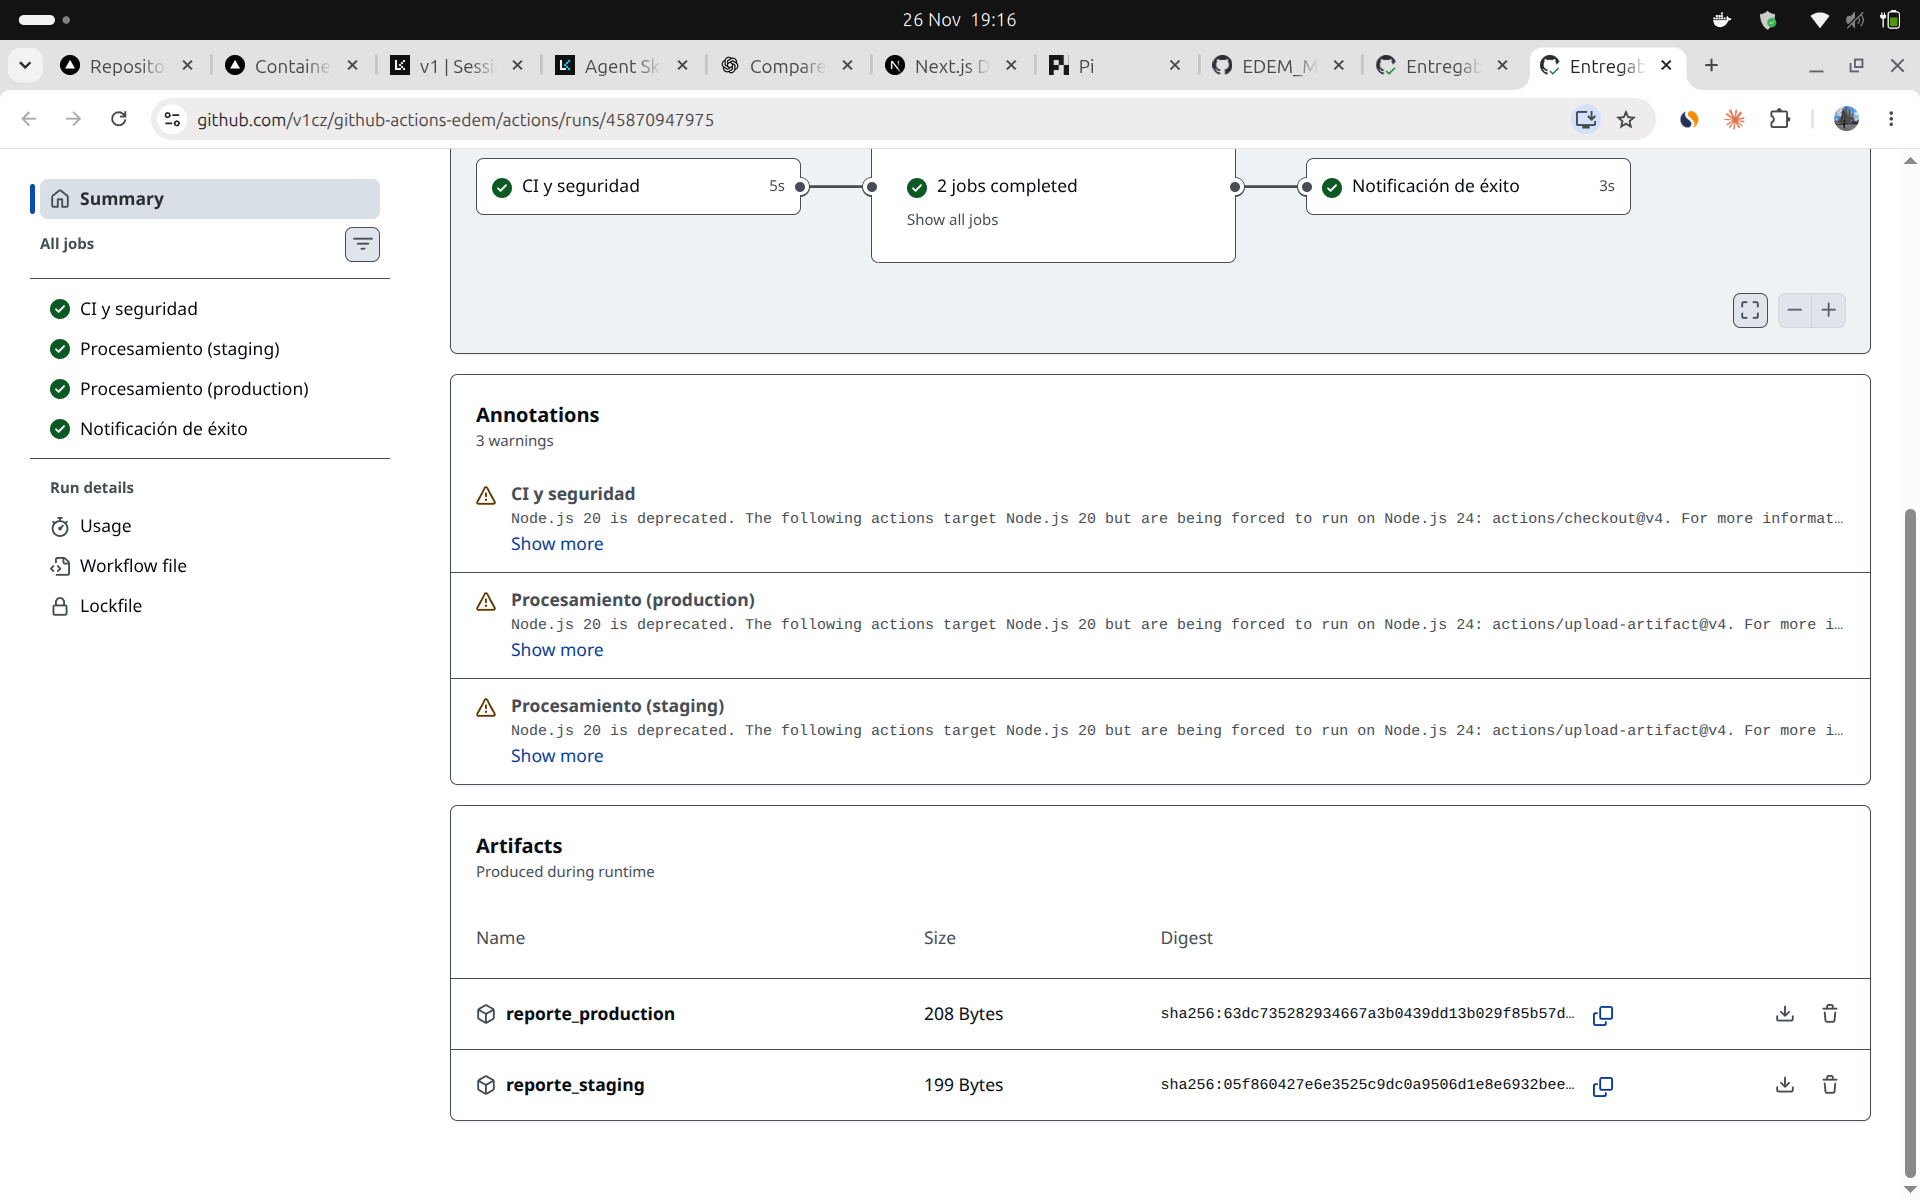 26 Nov 19:16
Reposito
Containe
v1 | Sessi
Agent Sk
Compare
Next.js D
Pi
EDEM_M
Entregab
Entregab
github.com/v1cz/github-actions-edem/actions/runs/45870947975
Summary
All jobs
CI y seguridad
Procesamiento (staging)
Procesamiento (production)
Notificación de éxito
Run details
Usage
Workflow file
Lockfile
CI y seguridad 5s
2 jobs completed
Show all jobs
Notificación de éxito 3s
Annotations
3 warnings
CI y seguridad
Node.js 20 is deprecated. The following actions target Node.js 20 but are being forced to run on Node.js 24: actions/checkout@v4. For more informat…
Show more
Procesamiento (production)
Node.js 20 is deprecated. The following actions target Node.js 20 but are being forced to run on Node.js 24: actions/upload-artifact@v4. For more i…
Show more
Procesamiento (staging)
Node.js 20 is deprecated. The following actions target Node.js 20 but are being forced to run on Node.js 24: actions/upload-artifact@v4. For more i…
Show more
Artifacts
Produced during runtime
Name Size Digest
reporte_production 208 Bytes sha256:63dc735282934667a3b0439dd13b029f85b57d…
reporte_staging 199 Bytes sha256:05f860427e6e3525c9dc0a9506d1e8e6932bee…